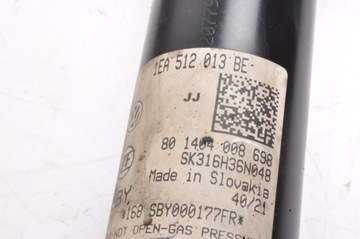 1EA 512 013 BE
JJ
80 1404 008 698
SK316H36N048
Made in Slovakia
40/21
*168 SBY000177FR*
NOT OPEN-GAS PRESSU